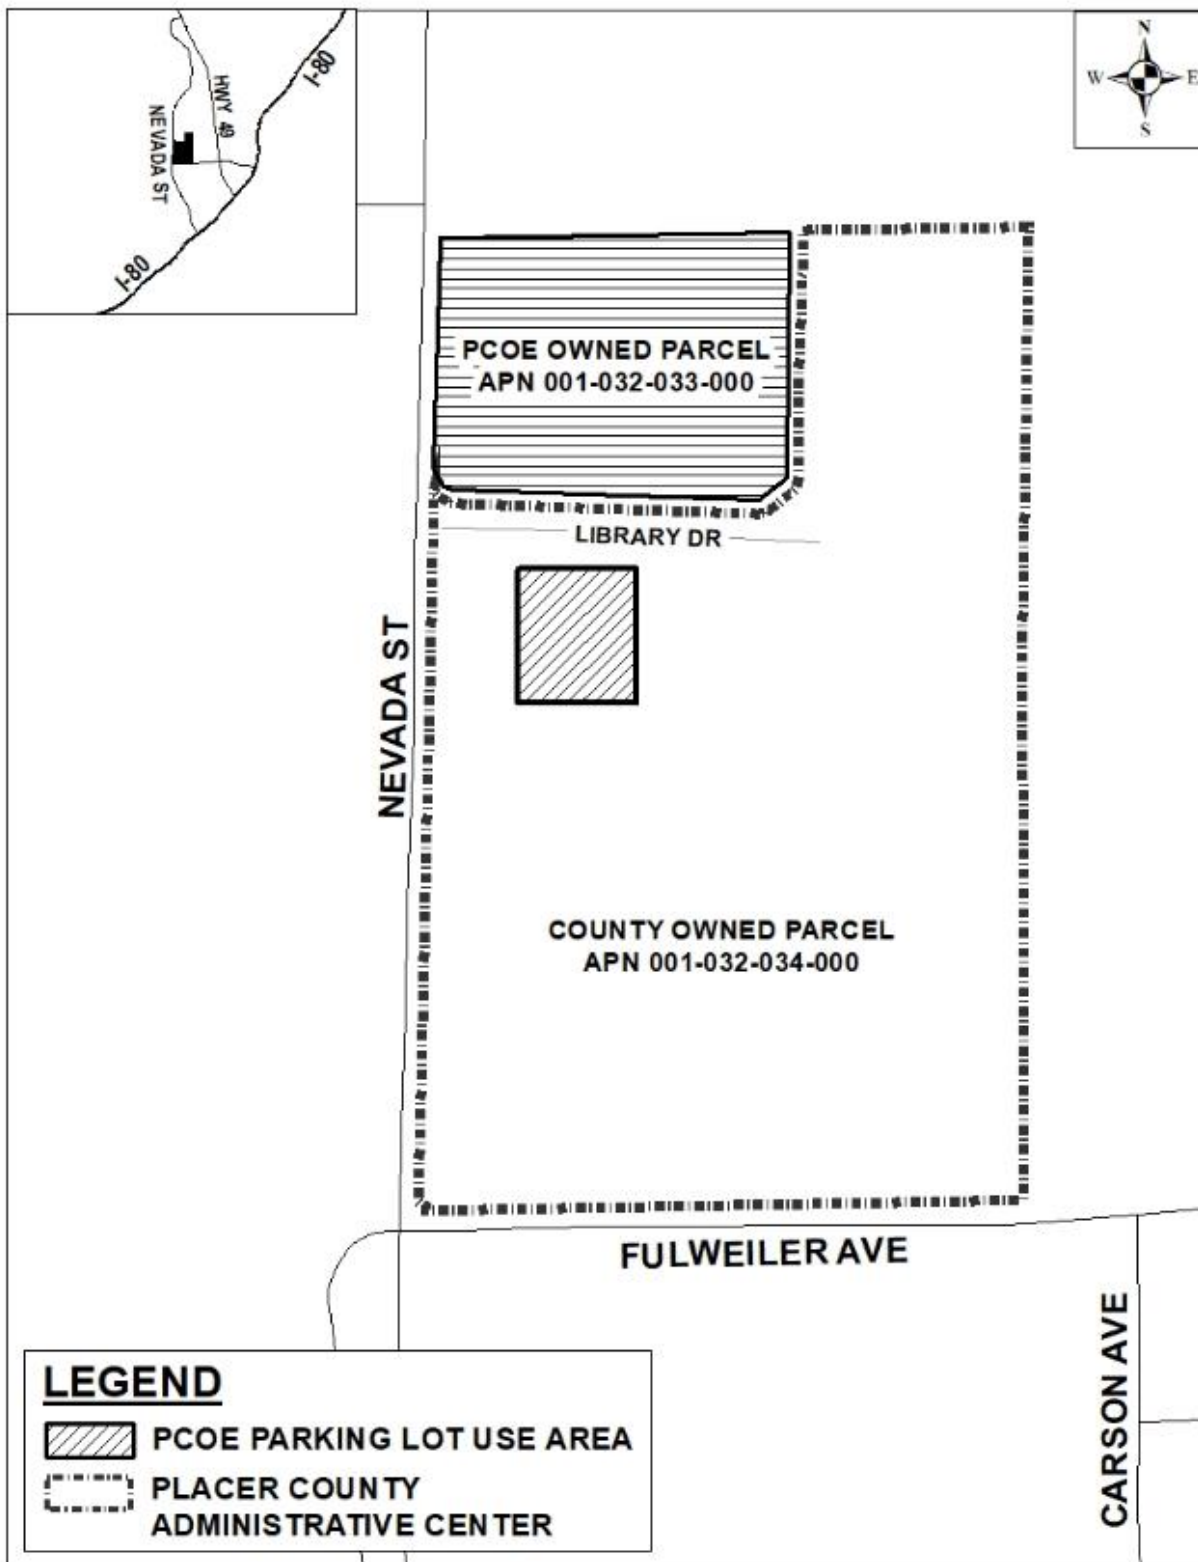 I-80
HWY 49
NEVADA ST
I-80
N
W
E
S
PCOE OWNED PARCEL
APN 001-032-033-000
LIBRARY DR
NEVADA ST
COUNTY OWNED PARCEL
APN 001-032-034-000
FULWEILER AVE
CARSON AVE
LEGEND
PCOE PARKING LOT USE AREA
PLACER COUNTY
ADMINISTRATIVE CENTER